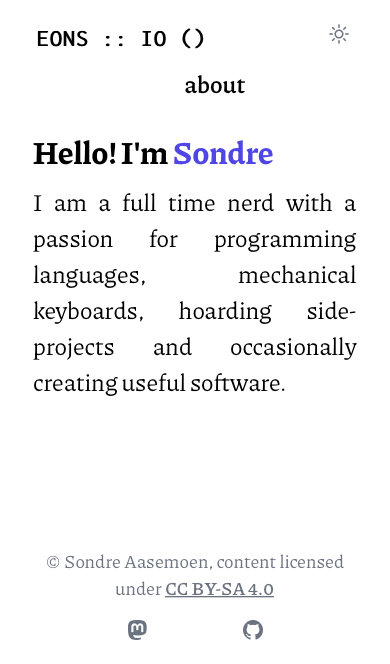 EONS :: IO ()
about
Hello! I'm Sondre
I am a full time nerd with a
passion for programming
languages, mechanical
keyboards, hoarding side-
projects and occasionally
creating useful software.
© Sondre Aasemoen, content licensed
under CC BY-SA 4.0